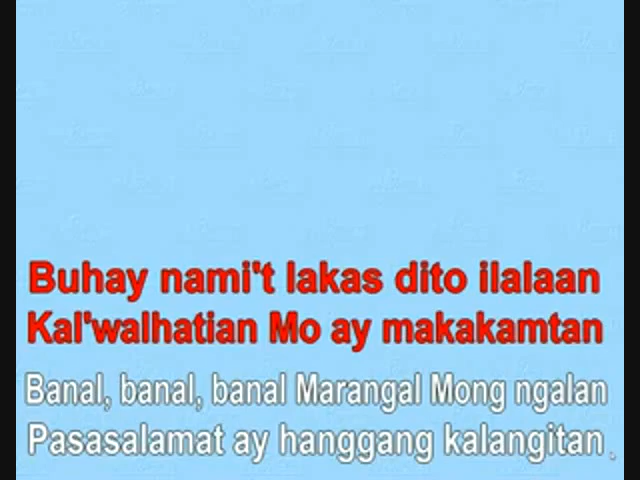 Buhay nami't lakas dito ilalaan
Kal'walhatian Mo ay makakamtan
Banal, banal, banal Marangal Mong ngalan
Pasasalamat ay hanggang kalangitan